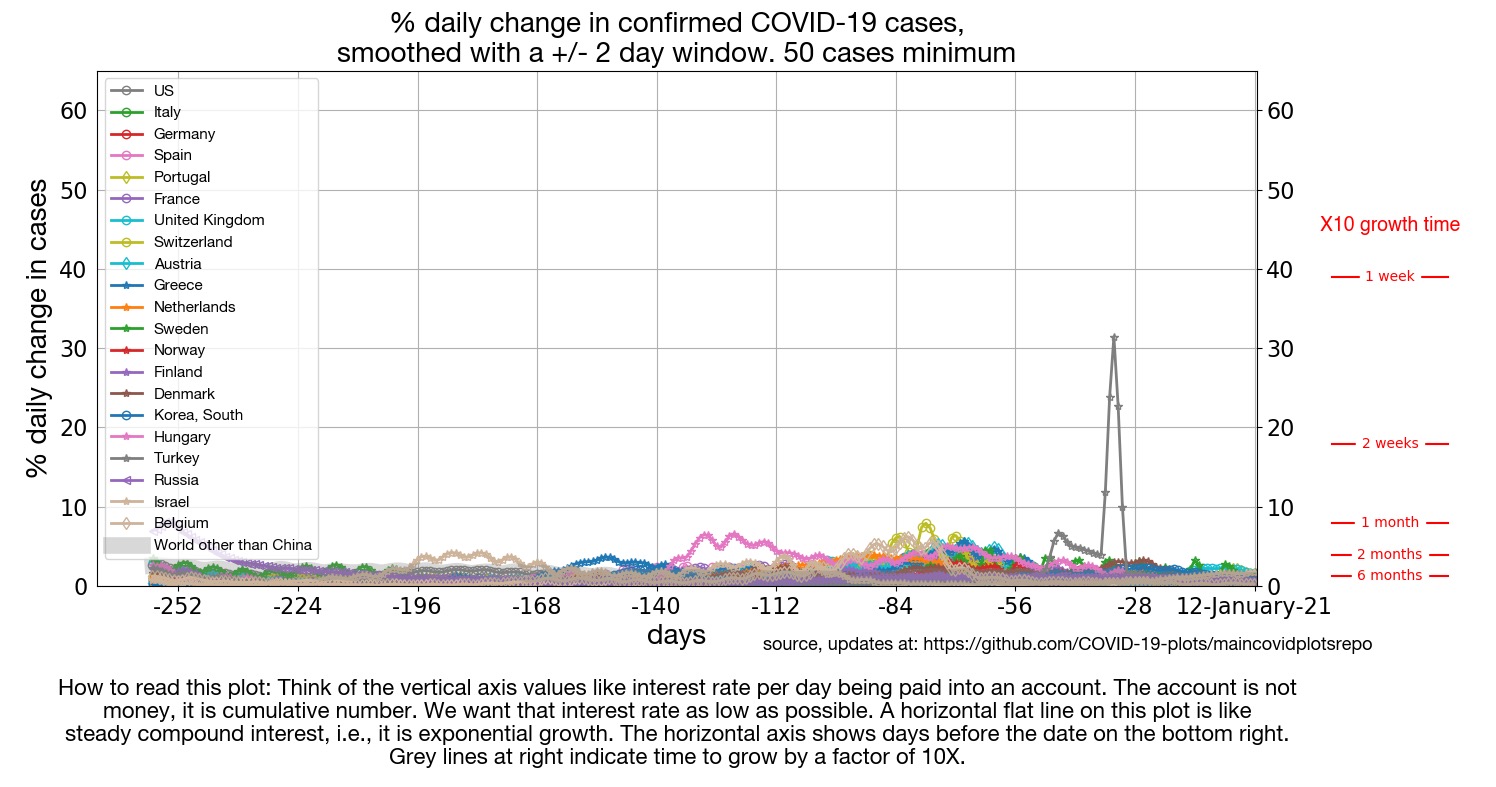 % daily change in confirmed COVID-19 cases,
smoothed with a +/- 2 day window. 50 cases minimum
% daily change in cases
60
50
40
30
20
10
0
US
Italy
Germany
Spain
Portugal
France
United Kingdom
Switzerland
Austria
Greece
Netherlands
Sweden
Norway
Finland
Denmark
Korea, South
Hungary
Turkey
Russia
Israel
Belgium
World other than China
60
50
40
30
20
10
0
X10 growth time
1 week
2 weeks
1 month
2 months
6 months
-252 -224 -196 -168 -140 -112 -84 -56 -28 12-January-21
days
source, updates at: https://github.com/COVID-19-plots/maincovidplotsrepo
How to read this plot: Think of the vertical axis values like interest rate per day being paid into an account. The account is not
money, it is cumulative number. We want that interest rate as low as possible. A horizontal flat line on this plot is like
steady compound interest, i.e., it is exponential growth. The horizontal axis shows days before the date on the bottom right.
Grey lines at right indicate time to grow by a factor of 10X.